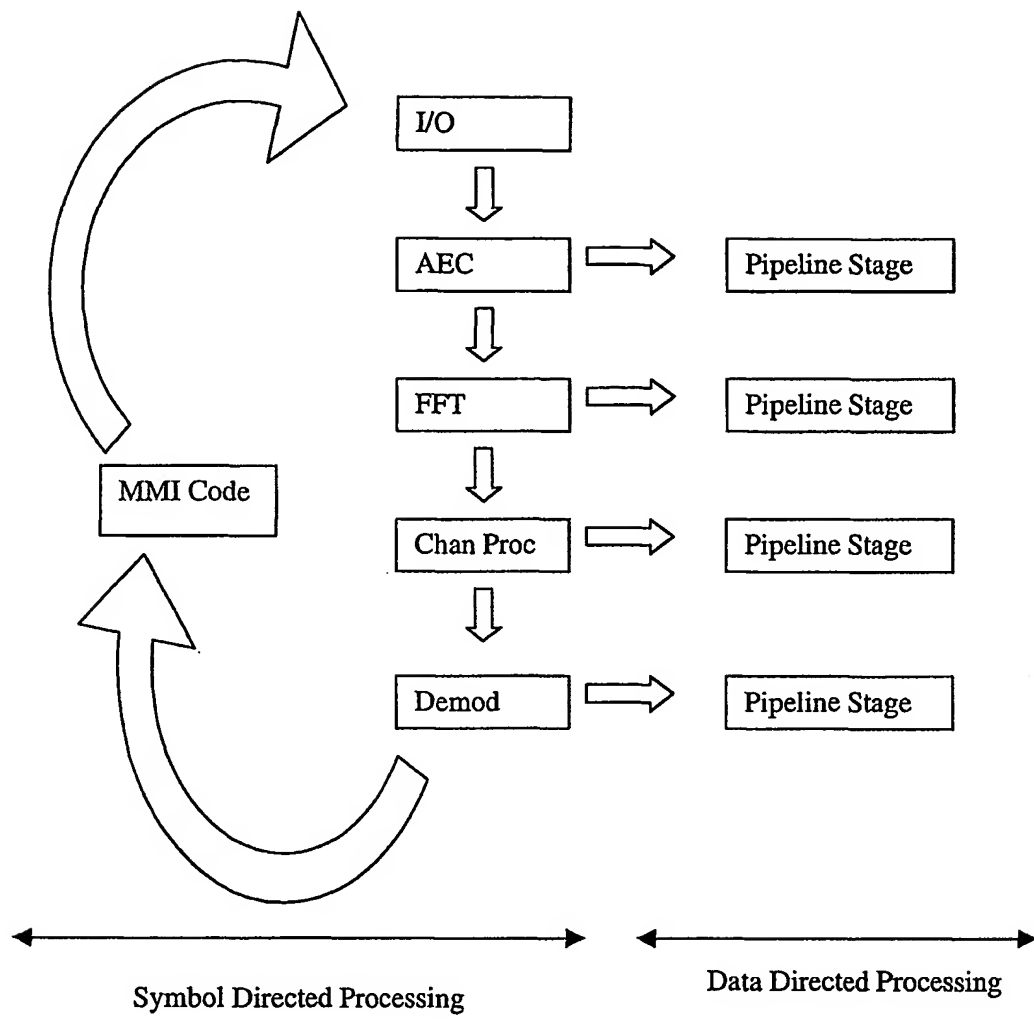 I/O
AEC
Pipeline Stage
FFT
Pipeline Stage
MMI Code
Chan Proc
Pipeline Stage
Demod
Pipeline Stage
Symbol Directed Processing
Data Directed Processing